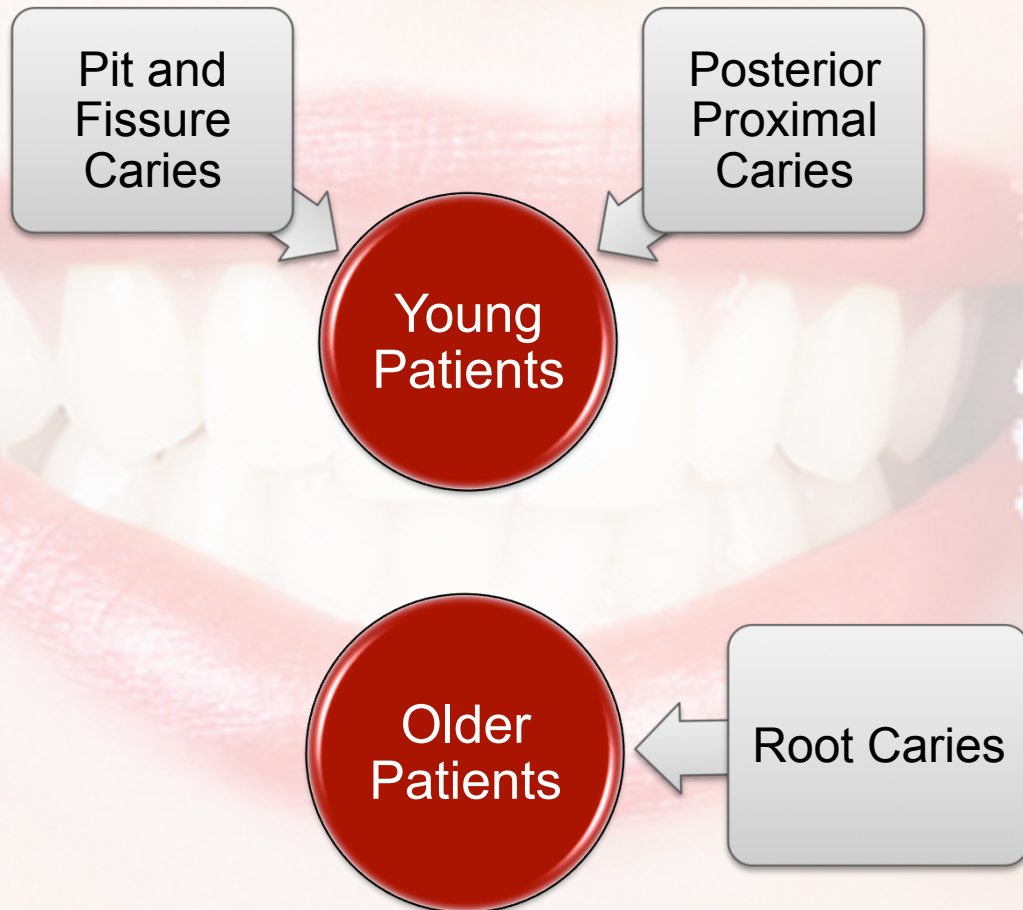 Pit and
Fissure
Caries
Posterior
Proximal
Caries
Young
Patients
Older
Patients
Root Caries